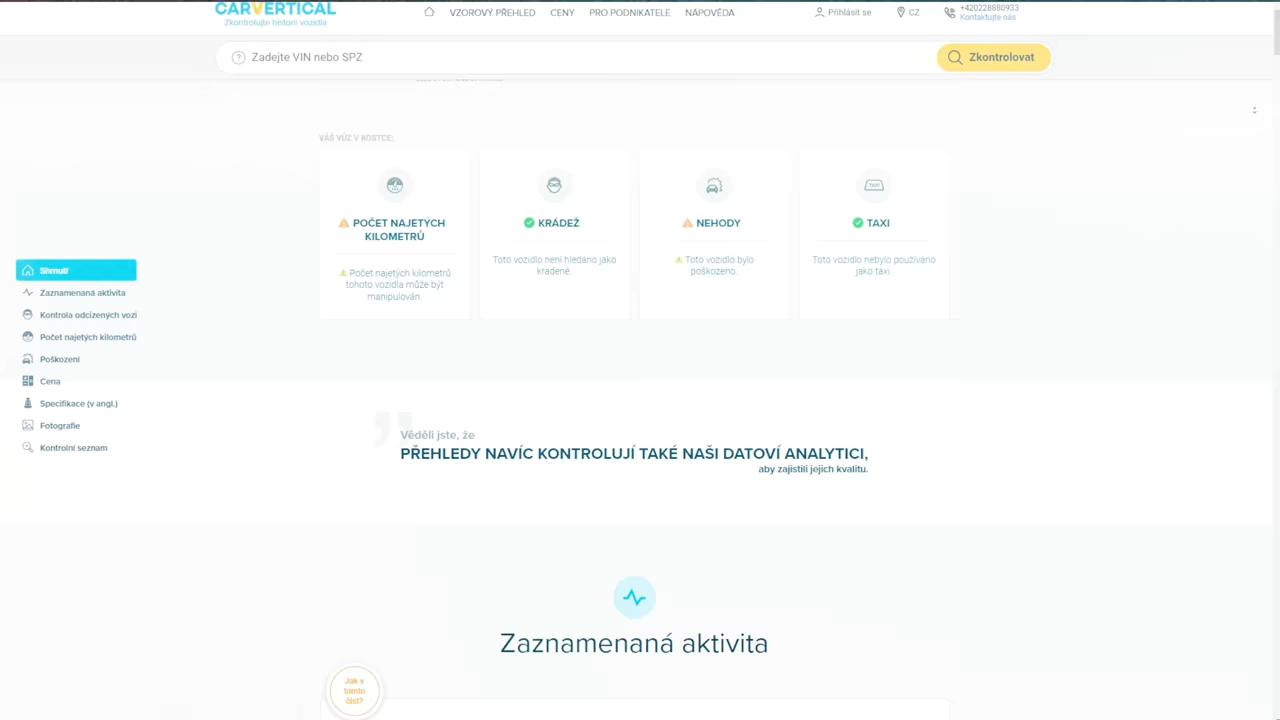 CARVERTICAL
Zkontrolujte historii vozidla
VZOROVÝ PŘEHLED
CENY
PRO PODNIKATELE
NÁPOVĚDA
Přihlásit se
CZ
+420228880933
Kontaktujte nás
Zadejte VIN nebo SPZ
Zkontrolovat
VÁŠ VŮZ V KOSTCE:
POČET NAJETÝCH
KILOMETRŮ
Počet najetých kilometrů
tohoto vozidla může být
manipulován.
KRÁDEŽ
Toto vozidlo není hledáno jako
kradené.
NEHODY
Toto vozidlo bylo
poškozeno.
TAXI
TAXI
Toto vozidlo nebylo používáno
jako taxi.
Shrnutí
Zaznamenaná aktivita
Kontrola odcizených vozi
Počet najetých kilometrů
Poškození
Cena
Specifikace (v angl.)
Fotografie
Kontrolní seznam
Věděli jste, že
PŘEHLEDY NAVÍC KONTROLUJÍ TAKÉ NAŠI DATOVÍ ANALYTICI,
aby zajistili jejich kvalitu.
Zaznamenaná aktivita
Jak v
tomto
číst?